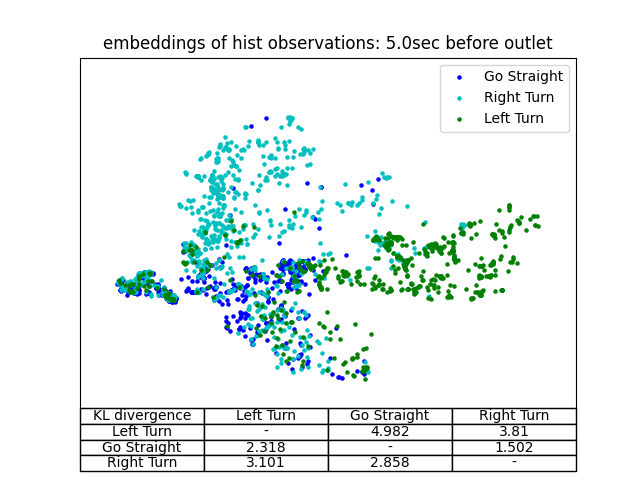 embeddings of hist observations: 5.0sec before outlet
Go Straight
Right Turn
Left Turn
KL divergence Left Turn Go Straight Right Turn
Left Turn - 4.982 3.81
Go Straight 2.318 - 1.502
Right Turn 3.101 2.858 -